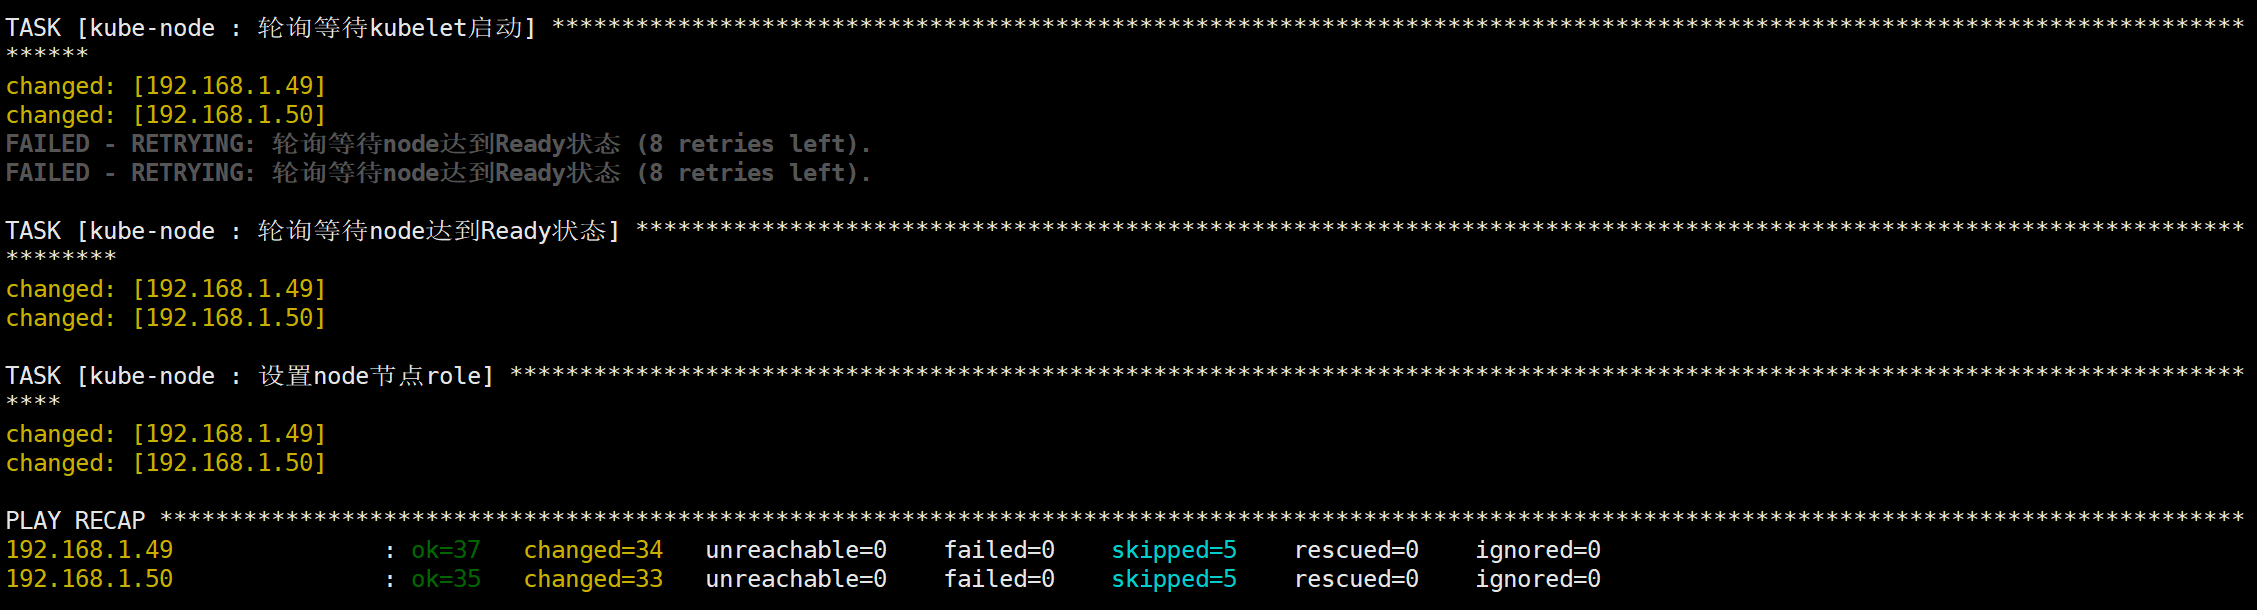 TASK [kube-node : 轮询等待kubelet启动] *************************************************************************************************************************
******
changed: [192.168.1.49]
changed: [192.168.1.50]
FAILED - RETRYING: 轮询等待node达到Ready状态 (8 retries left).
FAILED - RETRYING: 轮询等待node达到Ready状态 (8 retries left).
TASK [kube-node : 轮询等待node达到Ready状态] *******************************************************************************************************************
********
changed: [192.168.1.49]
changed: [192.168.1.50]
TASK [kube-node : 设置node节点role] ****************************************************************************************************************************
****
changed: [192.168.1.49]
changed: [192.168.1.50]
PLAY RECAP *****************************************************************************************************************************************************
192.168.1.49               : ok=37   changed=34   unreachable=0    failed=0    skipped=5    rescued=0    ignored=0
192.168.1.50               : ok=35   changed=33   unreachable=0    failed=0    skipped=5    rescued=0    ignored=0